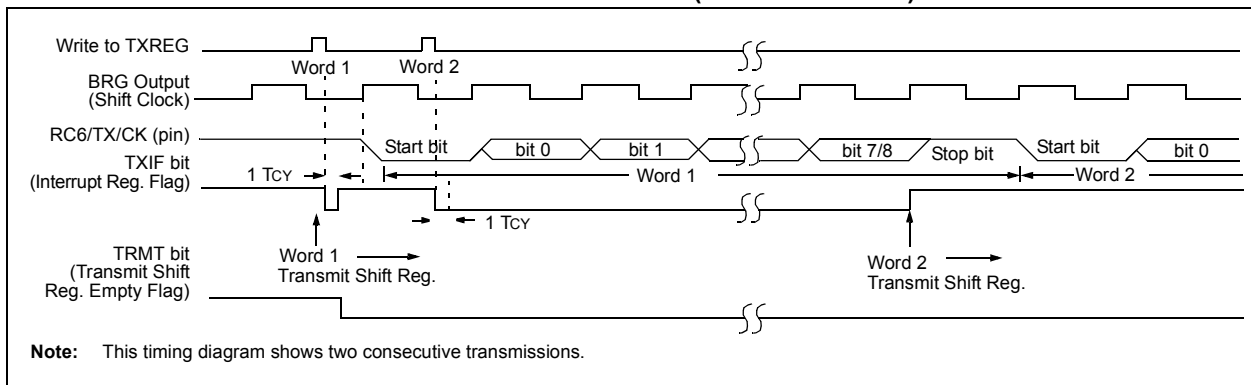 Write to TXREG
Word 1 Word 2
BRG Output
(Shift Clock)
RC6/TX/CK (pin)
Start bit bit 0 bit 1 bit 7/8 Stop bit Start bit bit 0
TXIF bit
(Interrupt Reg. Flag)
1 TCY
Word 1 Word 2
1 TCY
TRMT bit
(Transmit Shift
Reg. Empty Flag)
Word 1
Transmit Shift Reg.
Word 2
Transmit Shift Reg.
Note: This timing diagram shows two consecutive transmissions.